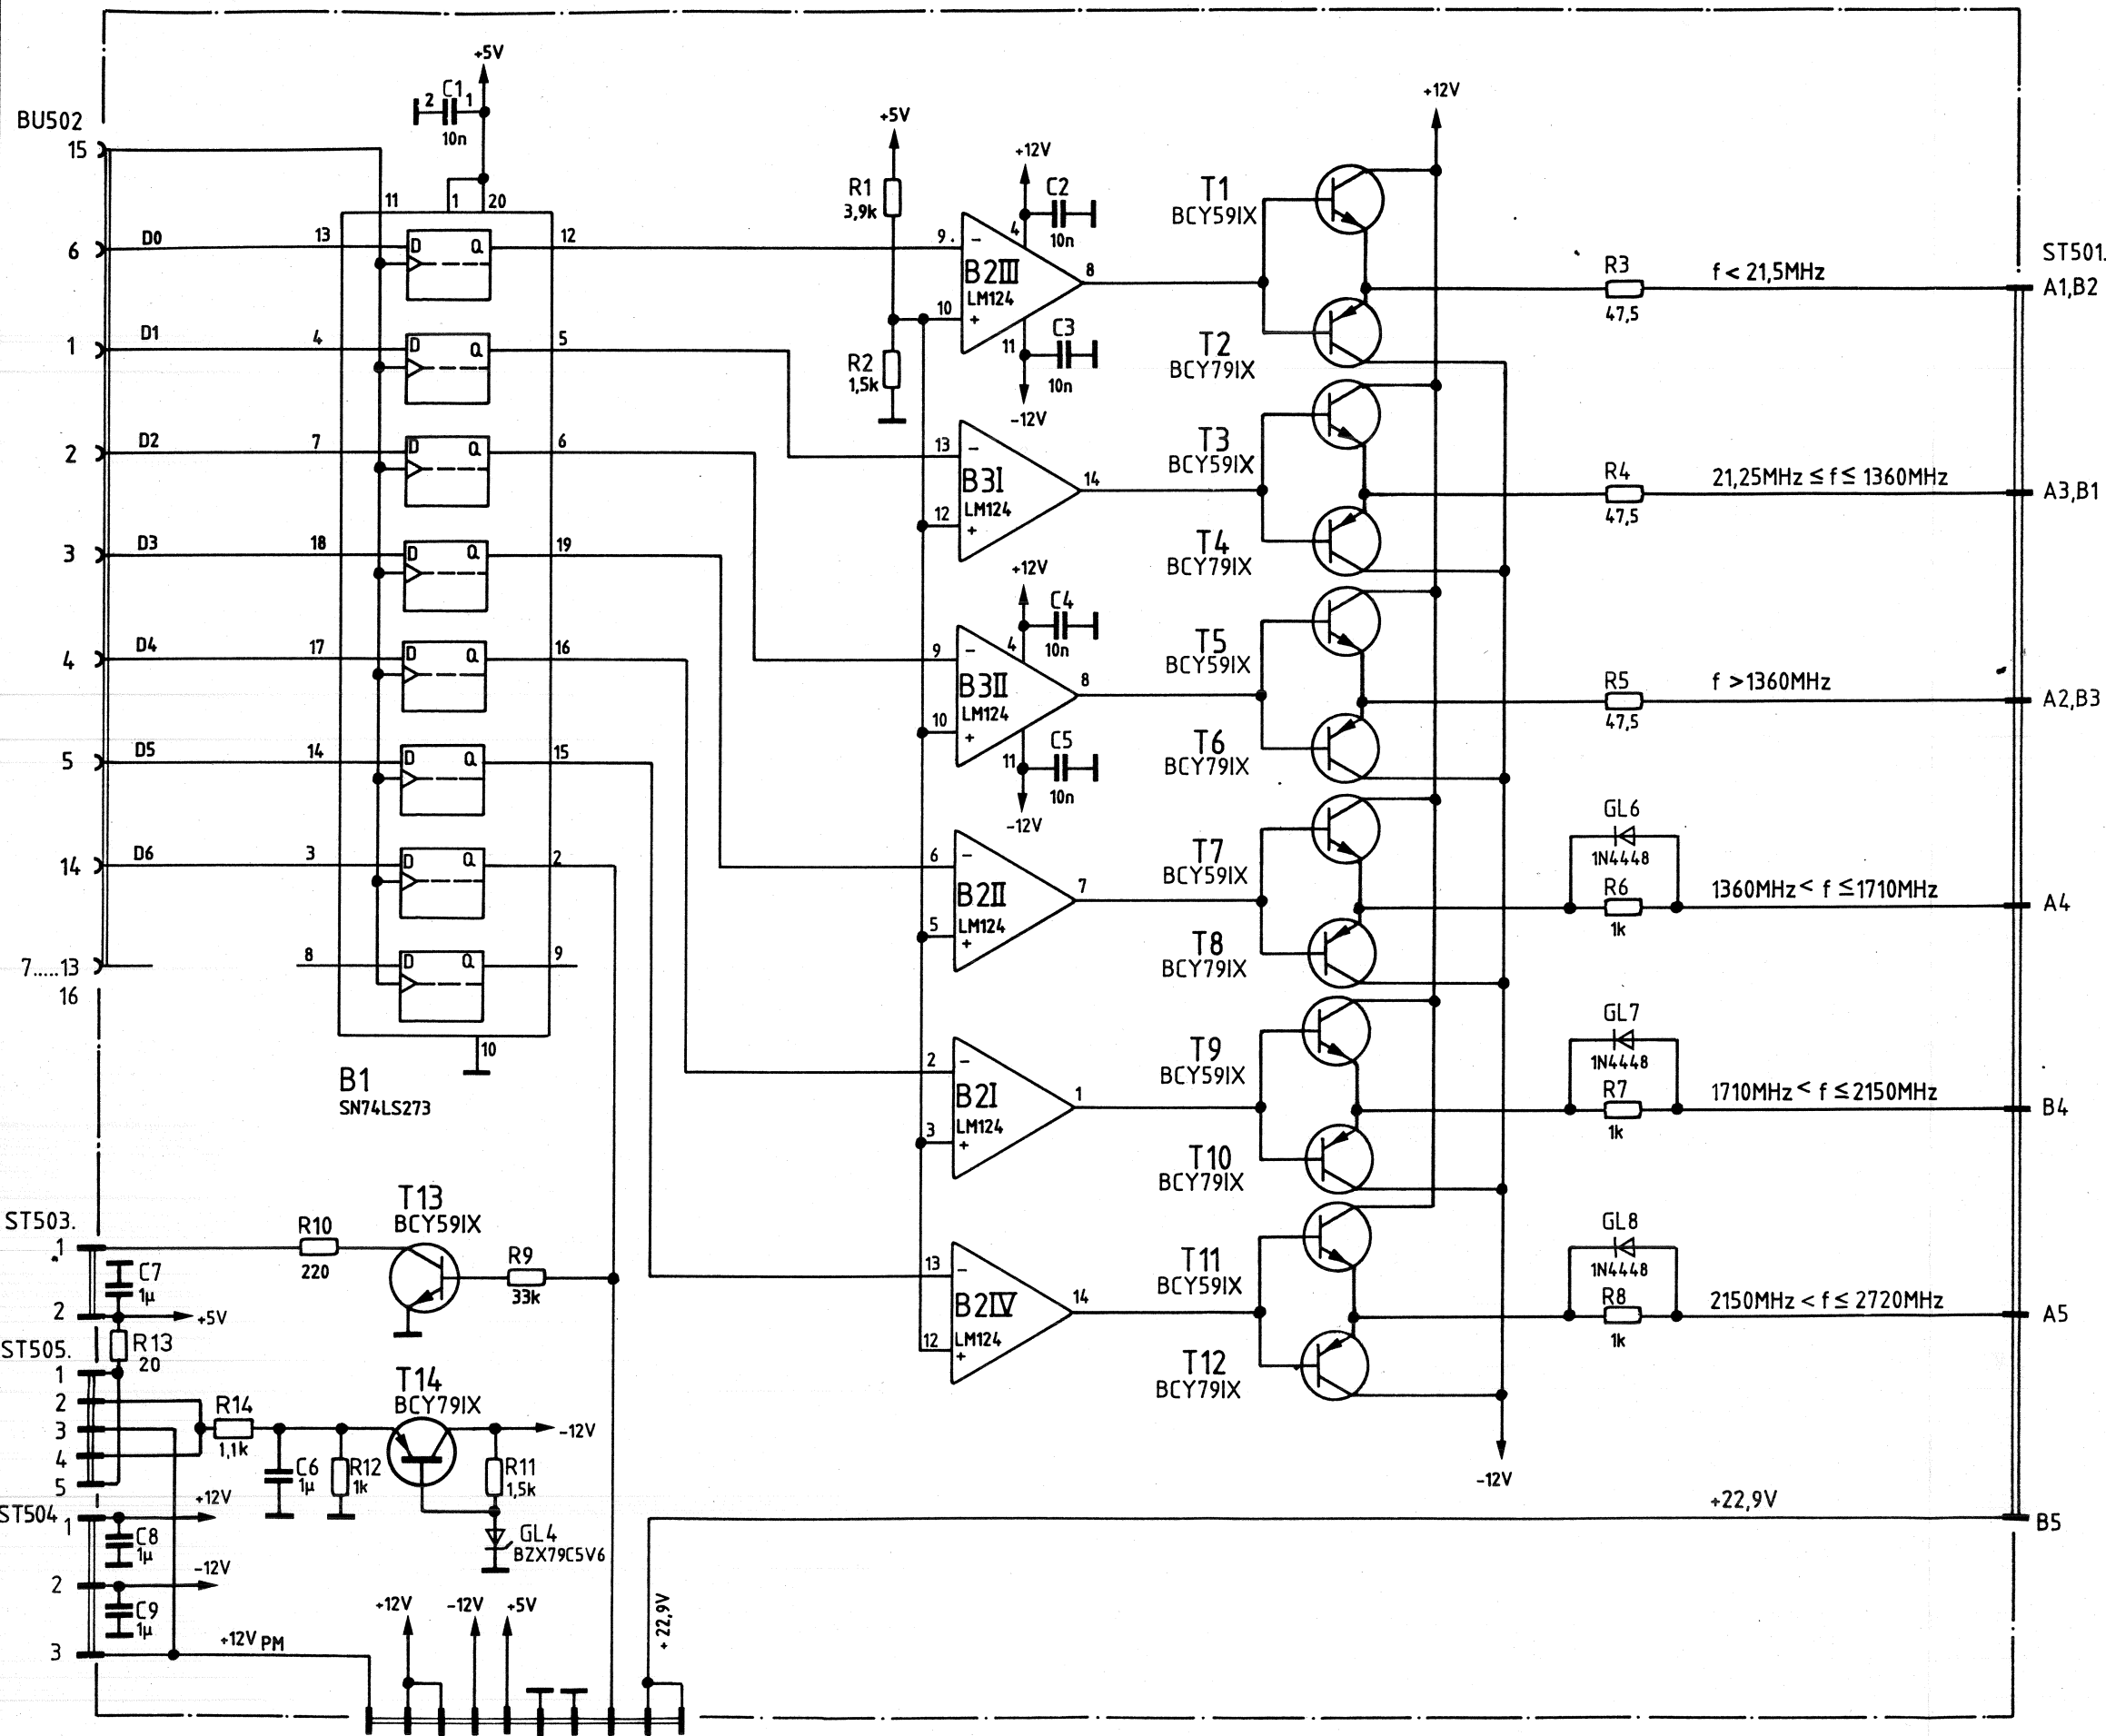 +5V
C1
2
1
10n
BU502
15
11
1
20
+5V
+12V
+12V
R1
3,9k
C2
4
10n
T1
BCY59IX
6
D0
13
D
Q
12
9.
−
B2III
LM124
8
10
+
R3
47,5
f < 21,5MHz
ST501.
A1,B2
1
D1
4
D
Q
5
R2
1,5k
11
C3
10n
-12V
T2
BCY79IX
2
D2
7
D
Q
6
13
−
B3I
LM124
14
12
+
T3
BCY59IX
R4
47,5
21,25MHz ≤ f ≤ 1360MHz
A3,B1
3
D3
18
D
Q
19
T4
BCY79IX
+12V
C4
4
10n
4
D4
17
D
Q
16
9
−
B3II
LM124
8
10
+
T5
BCY59IX
R5
47,5
f >1360MHz
A2,B3
5
D5
14
D
Q
15
11
C5
10n
-12V
T6
BCY79IX
14
D6
3
D
Q
2
6
−
B2II
LM124
7
5
+
T7
BCY59IX
GL6
1N4448
R6
1k
1360MHz < f ≤1710MHz
A4
7.....13
16
8
D
Q
9
T8
BCY79IX
10
B1
SN74LS273
2
−
B2I
LM124
1
3
+
T9
BCY59IX
GL7
1N4448
R7
1k
1710MHz < f ≤2150MHz
B4
T10
BCY79IX
ST503.
1
R10
220
T13
BCY59IX
R9
33k
C7
1µ
2
+5V
13
−
B2IV
LM124
14
12
+
T11
BCY59IX
GL8
1N4448
R8
1k
2150MHz < f ≤ 2720MHz
A5
T12
BCY79IX
R13
20
ST505.
1
2
3
4
5
R14
1,1k
T14
BCY79IX
-12V
C6
1µ
R12
1k
R11
1,5k
-12V
GL4
BZX79C5V6
ST504
1
+12V
C8
1µ
2
-12V
C9
1µ
3
+12V PM
+12V
-12V
+5V
+22,9V
+22,9V
B5